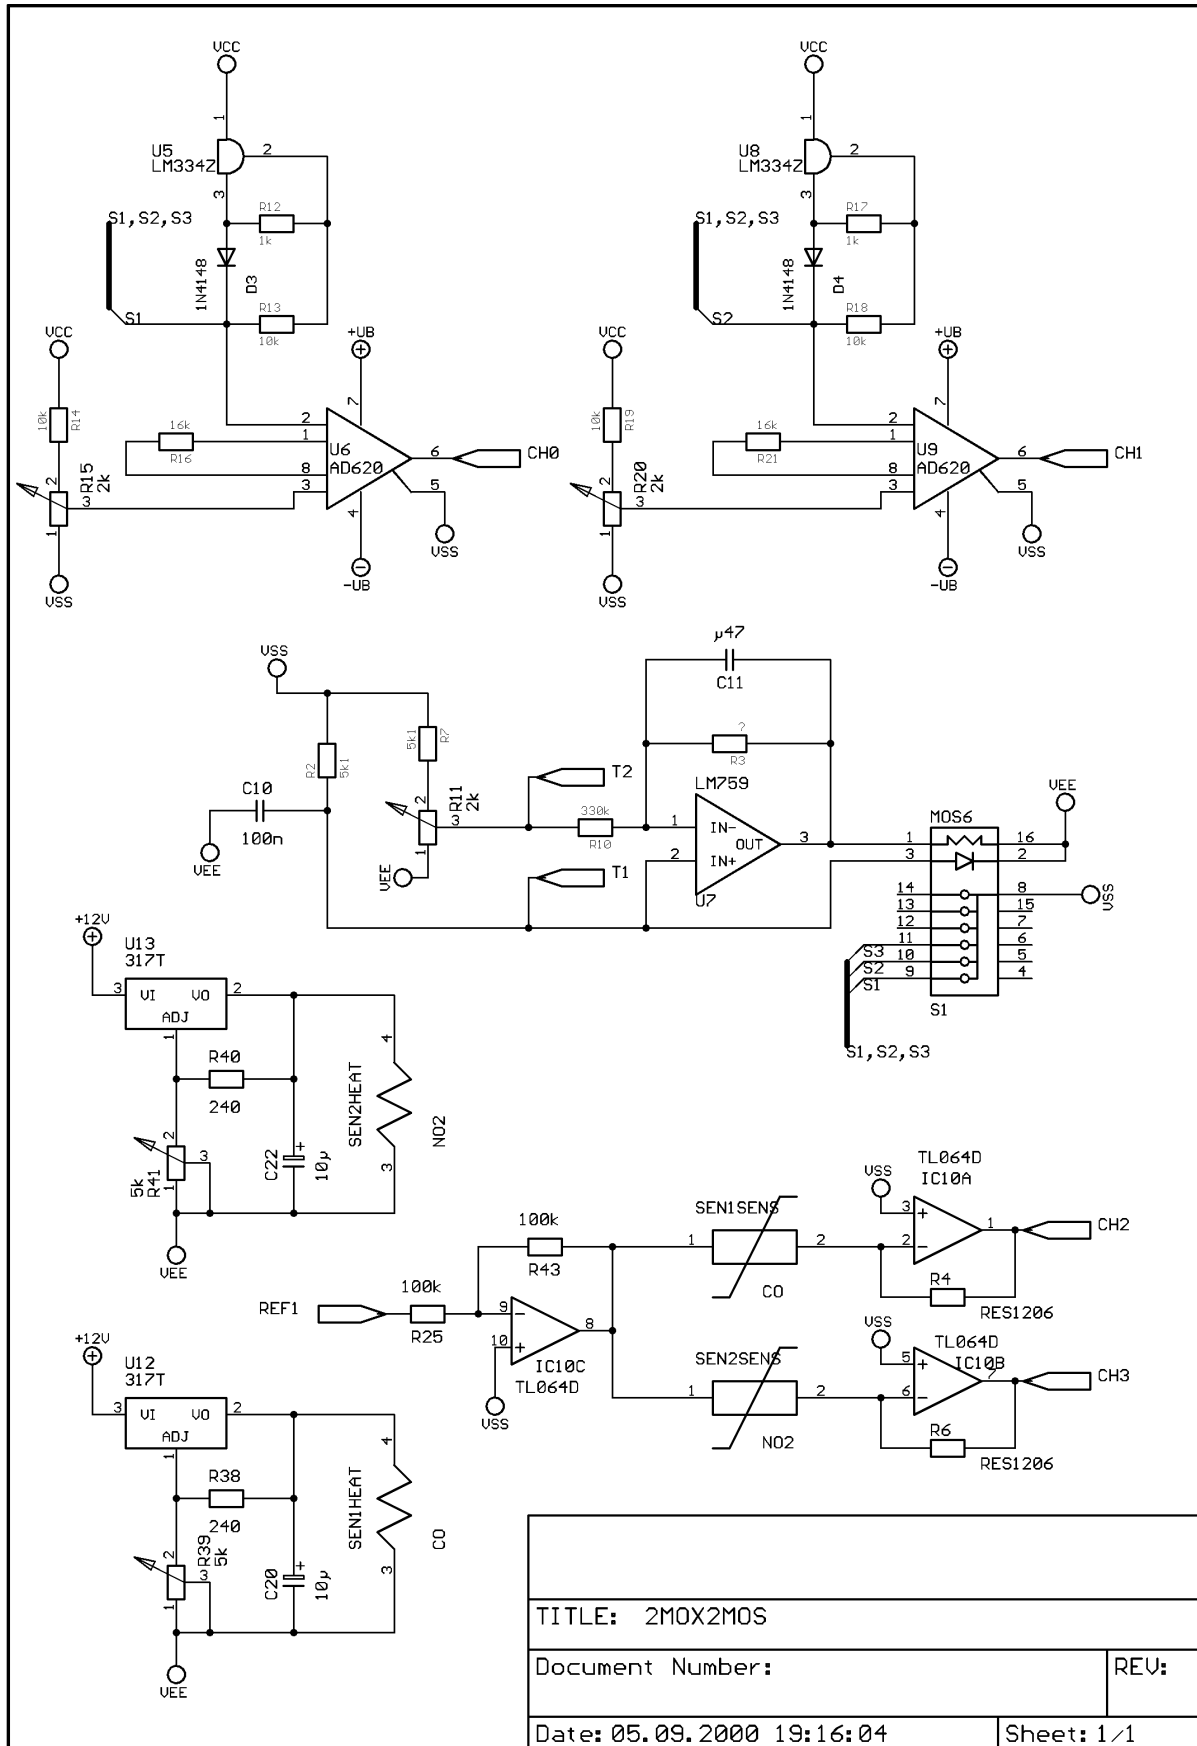 VCC
1
U5
LM334Z
2
3
S1,S2,S3
R12
1k
1N4148
D3
S1
R13
10k
VCC
+UB
7
10k
R14
16k
R16
2
1
8
3
U6
AD620
6
CH0
5
4
2
R15
2k
3
1
VSS
VSS
-UB
VCC
1
U8
LM334Z
2
3
S1,S2,S3
R17
1k
1N4148
D4
S2
R18
10k
VCC
+UB
7
10k
R19
16k
R21
2
1
8
3
U9
AD620
6
CH1
5
4
2
R20
2k
3
1
VSS
VSS
-UB
VSS
µ47
C11
5k1
R7
R2
5k1
?
R3
C10
100n
VEE
T2
LM759
2
R11
2k
3
1
VEE
330k
R10
1
IN-
OUT
3
2
IN+
U7
T1
VEE
MOS6
1
16
3
2
14
8
VSS
13
15
12
7
11
6
10
5
9
4
S3
S2
S1
S1
S1,S2,S3
+12V
U13
317T
3
VI
VO
2
ADJ
1
R40
240
4
SEN2HEAT
NO2
3
2
3
5k
R41
1
C22
+
10µ
VEE
REF1
100k
R25
100k
R43
9
-
10
+
8
IC10C
TL064D
VSS
SEN1SENS
1
2
CO
SEN2SENS
1
2
NO2
TL064D
IC10A
VSS
3
+
2
-
1
CH2
R4
RES1206
VSS
TL064D
IC10B
5
+
6
-
7
CH3
R6
RES1206
+12V
U12
317T
3
VI
VO
2
ADJ
1
R38
240
4
SEN1HEAT
CO
3
2
R39
5k
3
1
C20
+
10µ
VEE
TITLE: 2MOX2MOS
Document Number:
REV:
Date: 05.09.2000 19:16:04
Sheet: 1/1